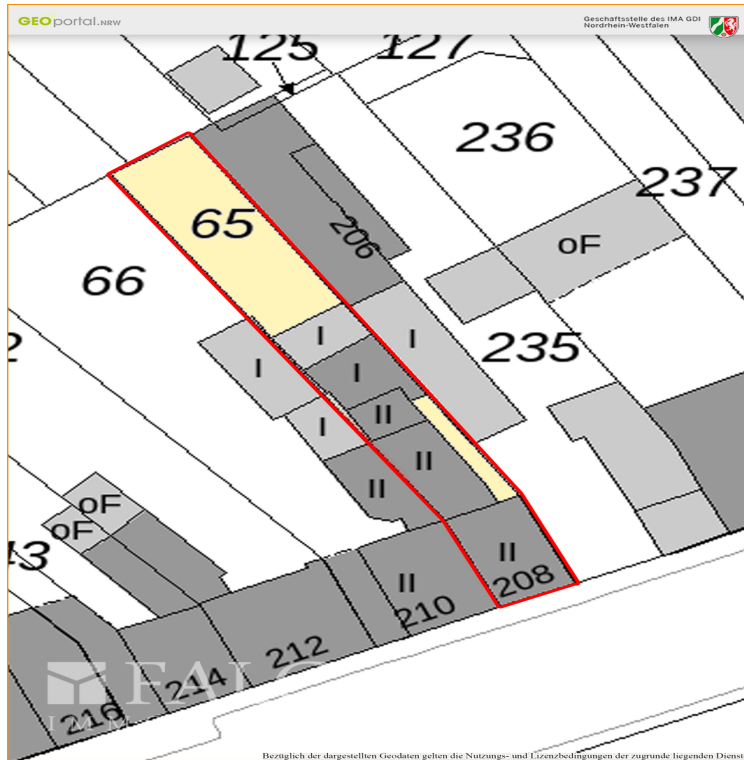 GEOportal.NRW
Geschäftsstelle des IMA GDI
Nordrhein-Westfalen
125
127
236
237
65
206
oF
66
I
I
235
I
I
II
I
II
II
oF
oF
II
208
II
210
212
214
216
Bezüglich der dargestellten Geodaten gelten die Nutzungs- und Lizenzbedingungen der zugrunde liegenden Dienst